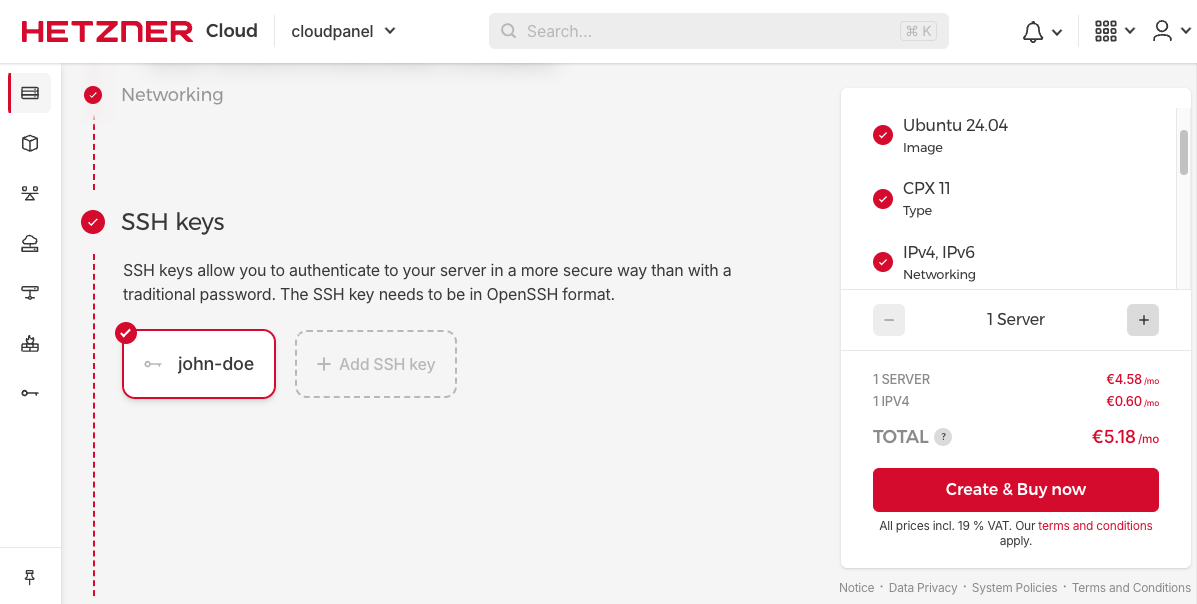 HETZNER Cloud
cloudpanel
Search...
⌘ K
Networking
SSH keys
SSH keys allow you to authenticate to your server in a more secure way than with a
traditional password. The SSH key needs to be in OpenSSH format.
john-doe
+ Add SSH key
Ubuntu 24.04
Image
CPX 11
Type
IPv4, IPv6
Networking
− 1 Server +
1 SERVER €4.58 /mo
1 IPV4 €0.60 /mo
TOTAL ? €5.18 /mo
Create & Buy now
All prices incl. 19 % VAT. Our terms and conditions
apply.
Notice · Data Privacy · System Policies · Terms and Conditions